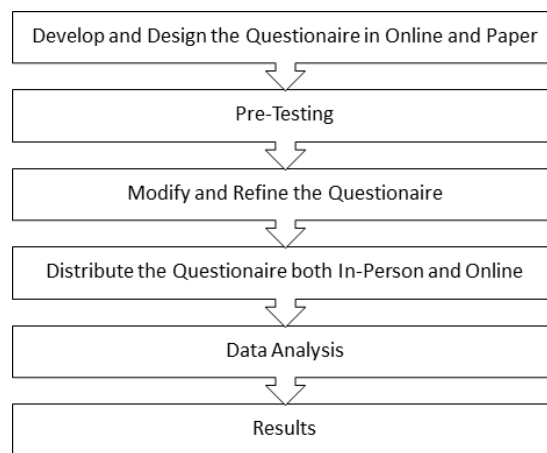 Develop and Design the Questionaire in Online and Paper
Pre-Testing
Modify and Refine the Questionaire
Distribute the Questionaire both In-Person and Online
Data Analysis
Results